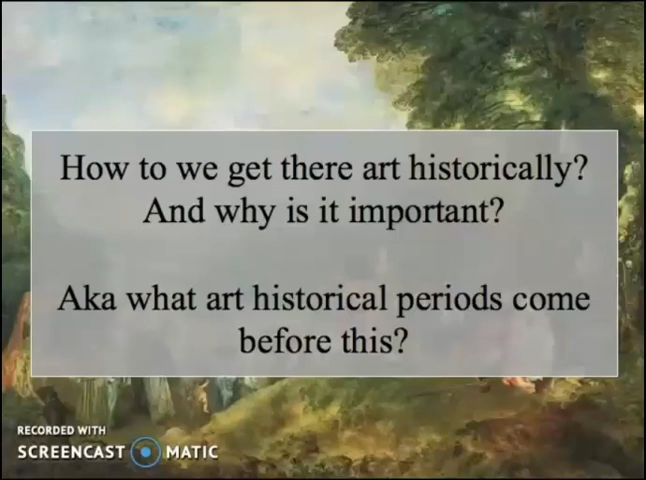 How to we get there art historically?
And why is it important?
Aka what art historical periods come
before this?
RECORDED WITH
SCREENCAST MATIC